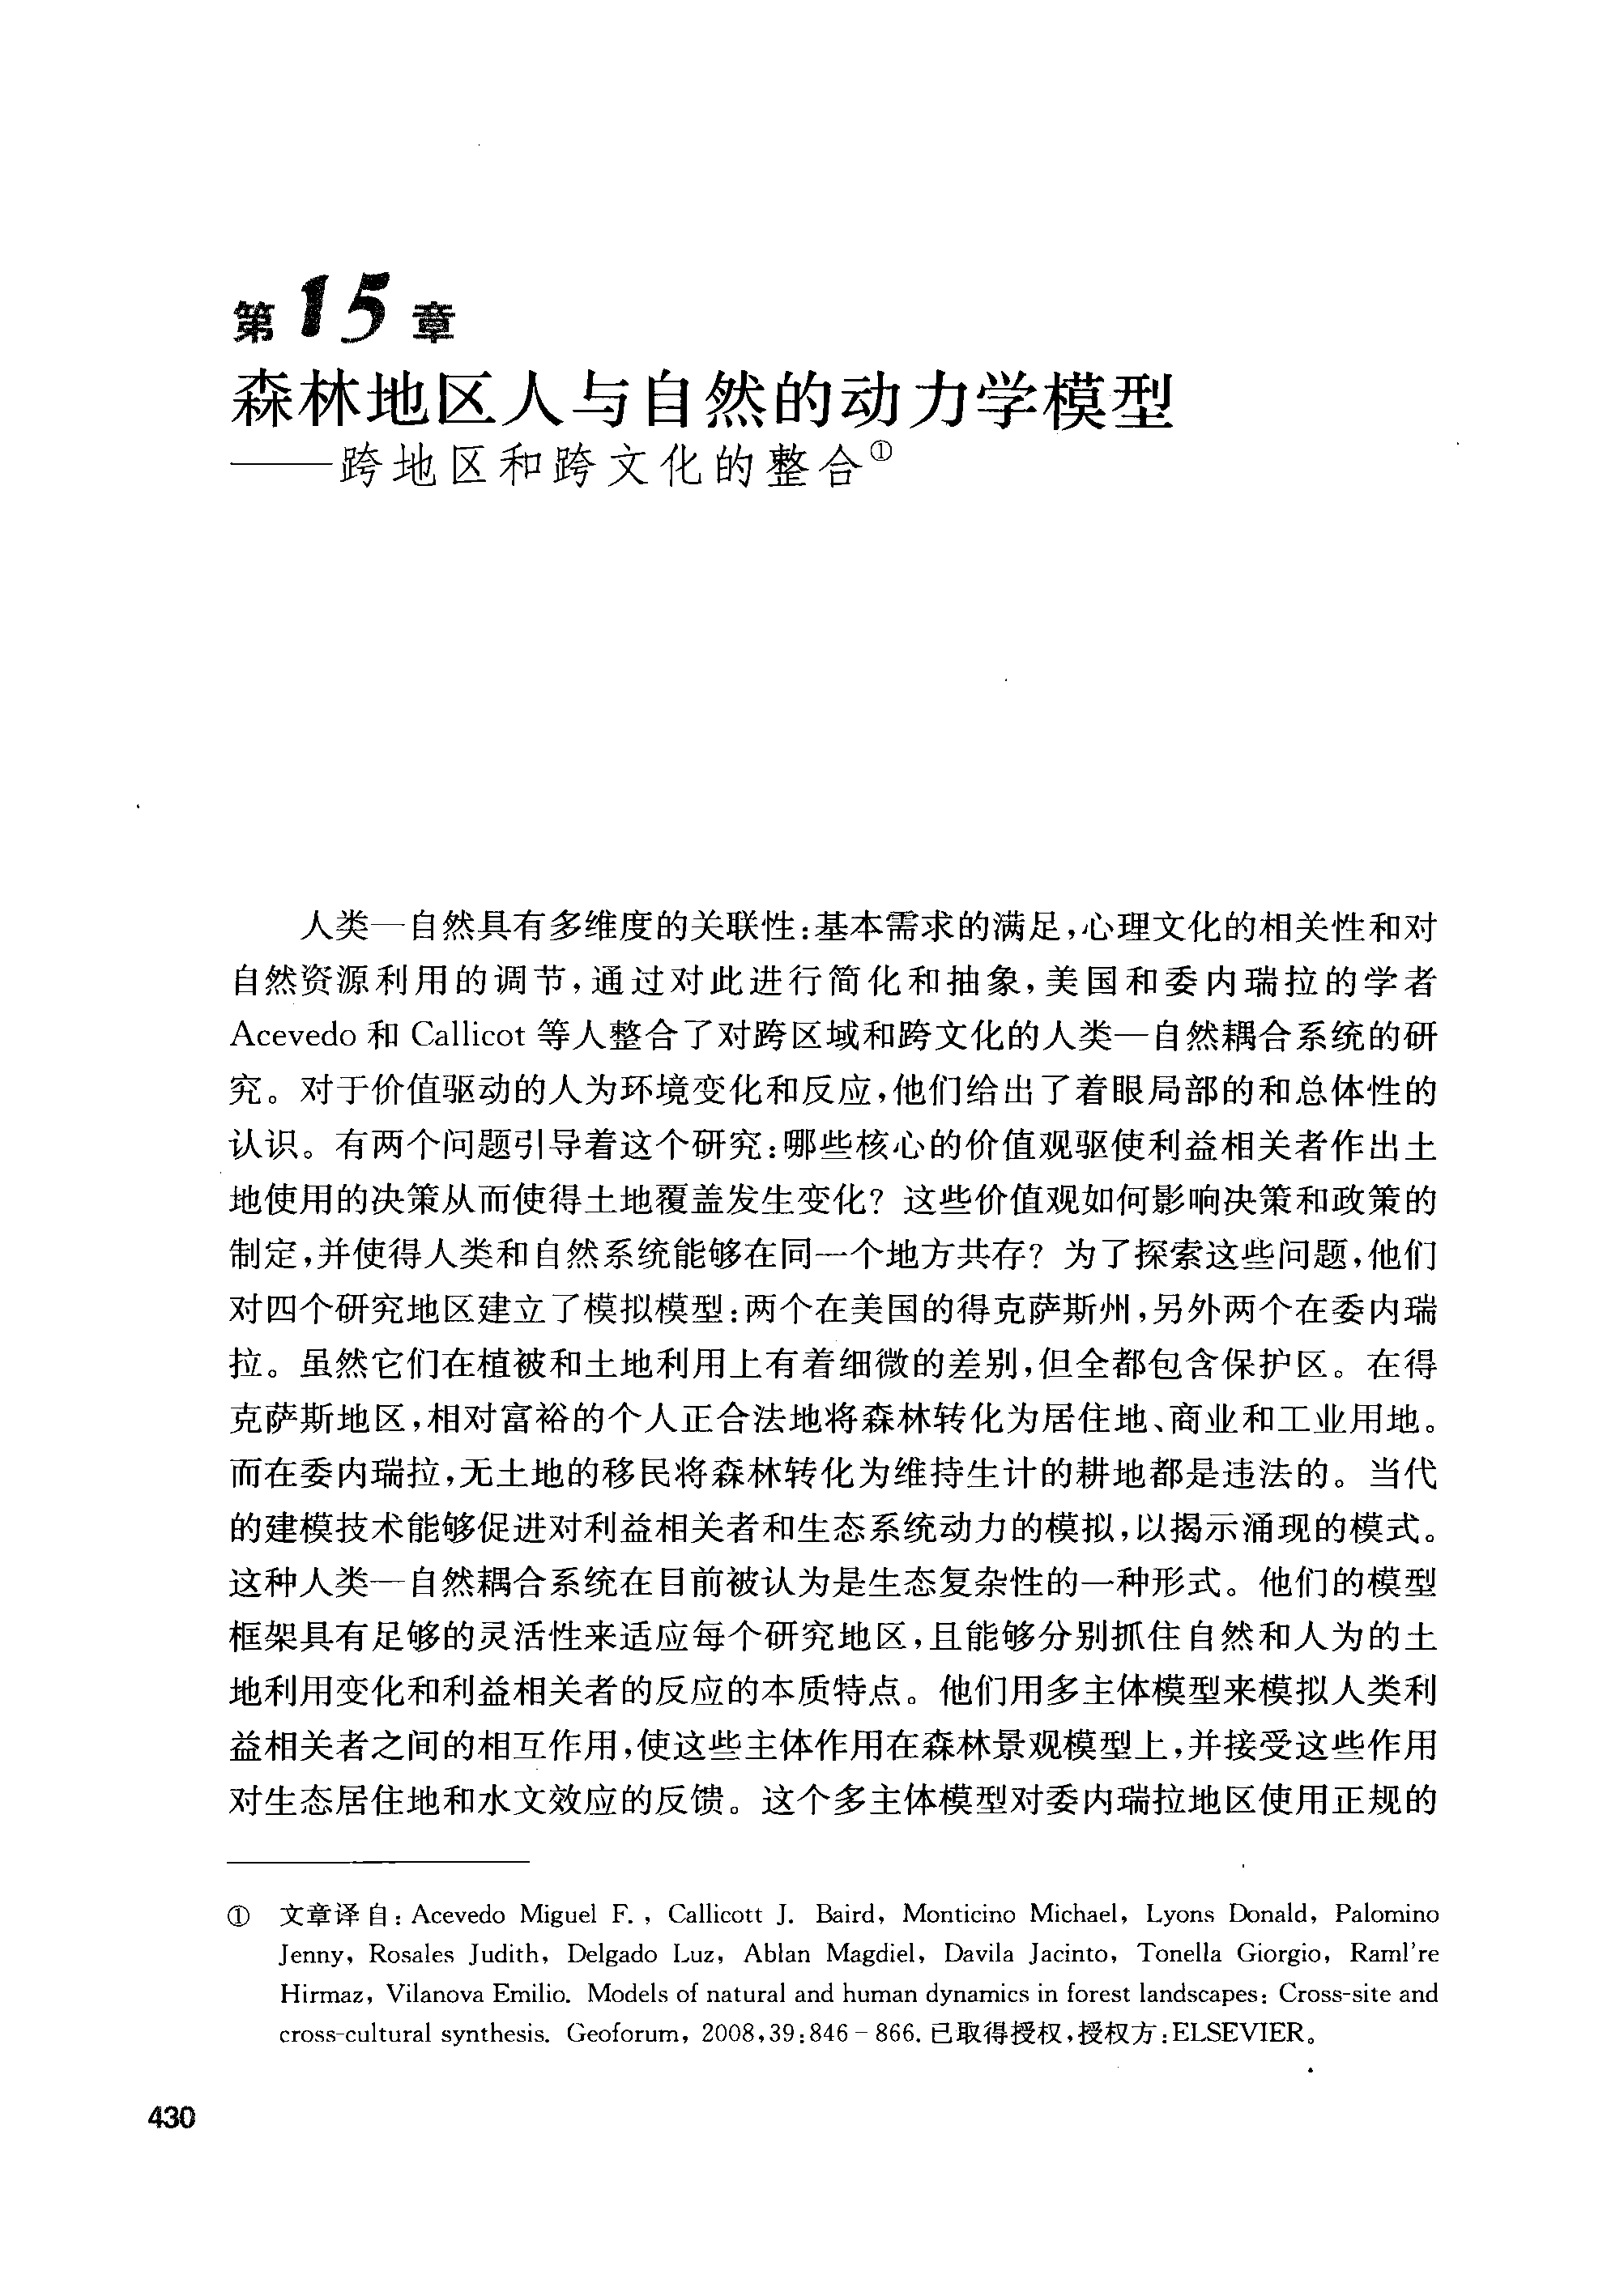 第15章
森林地区人与自然的动力学模型
——跨地区和跨文化的整合①
人类—自然具有多维度的关联性:基本需求的满足,心理文化的相关性和对
自然资源利用的调节,通过对此进行简化和抽象,美国和委内瑞拉的学者
Acevedo 和 Callicot 等人整合了对跨区域和跨文化的人类—自然耦合系统的研
究。对于价值驱动的人为环境变化和反应,他们给出了着眼局部的和总体性的
认识。有两个问题引导着这个研究:哪些核心的价值观驱使利益相关者作出土
地使用的决策从而使得土地覆盖发生变化? 这些价值观如何影响决策和政策的
制定,并使得人类和自然系统能够在同一个地方共存? 为了探索这些问题,他们
对四个研究地区建立了模拟模型:两个在美国的得克萨斯州,另外两个在委内瑞
拉。虽然它们在植被和土地利用上有着细微的差别,但全都包含保护区。在得
克萨斯地区,相对富裕的个人正合法地将森林转化为居住地、商业和工业用地。
而在委内瑞拉,无土地的移民将森林转化为维持生计的耕地都是违法的。当代
的建模技术能够促进对利益相关者和生态系统动力的模拟,以揭示涌现的模式。
这种人类—自然耦合系统在目前被认为是生态复杂性的一种形式。他们的模型
框架具有足够的灵活性来适应每个研究地区,且能够分别抓住自然和人为的土
地利用变化和利益相关者的反应的本质特点。他们用多主体模型来模拟人类利
益相关者之间的相互作用,使这些主体作用在森林景观模型上,并接受这些作用
对生态居住地和水文效应的反馈。这个多主体模型对委内瑞拉地区使用正规的
① 文章译自: Acevedo Miguel F. , Callicott J. Baird, Monticino Michael, Lyons Donald, Palomino
Jenny, Rosales Judith, Delgado Luz, Ablan Magdiel, Davila Jacinto, Tonella Giorgio, Raml're
Hirmaz, Vilanova Emilio. Models of natural and human dynamics in forest landscapes: Cross-site and
cross-cultural synthesis. Geoforum, 2008,39:846－866. 已取得授权,授权方:ELSEVIER。
430